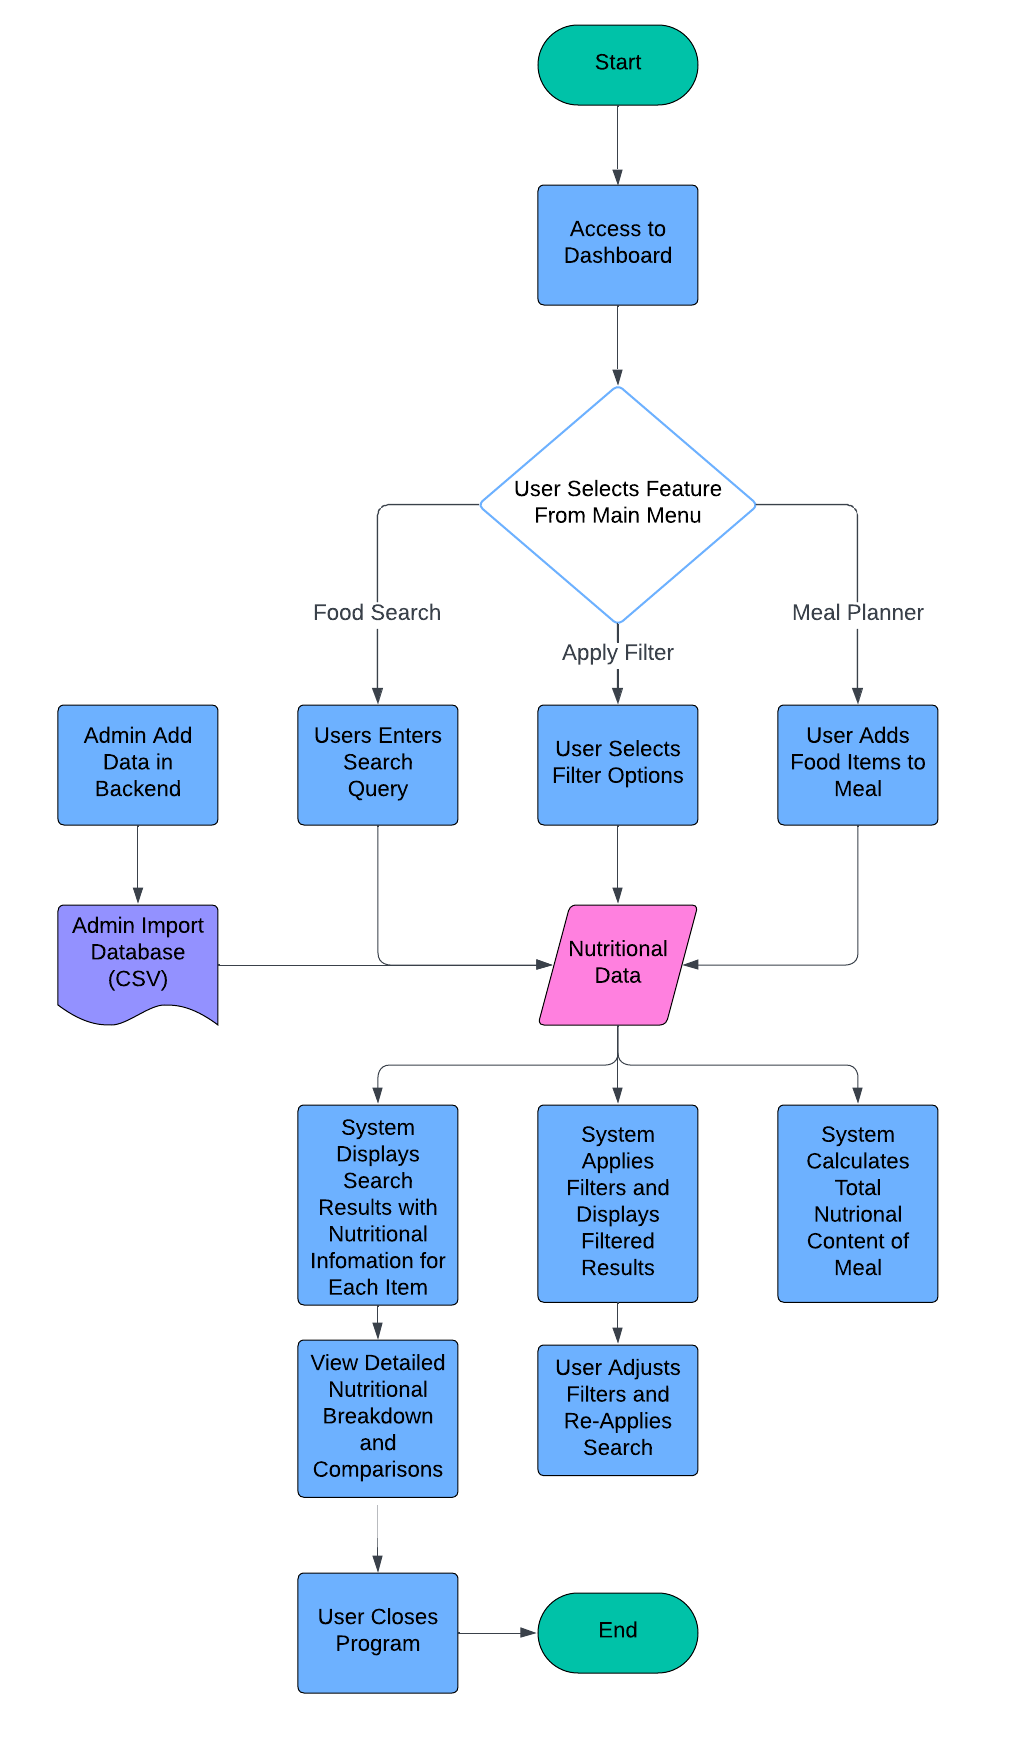 Start
Access to
Dashboard
User Selects Feature
From Main Menu
Food Search
Apply Filter
Meal Planner
Admin Add
Data in
Backend
Users Enters
Search
Query
User Selects
Filter Options
User Adds
Food Items to
Meal
Admin Import
Database
(CSV)
Nutritional
Data
System
Displays
Search
Results with
Nutritional
Infomation for
Each Item
System
Applies
Filters and
Displays
Filtered
Results
System
Calculates
Total
Nutrional
Content of
Meal
View Detailed
Nutritional
Breakdown
and
Comparisons
User Adjusts
Filters and
Re-Applies
Search
User Closes
Program
End